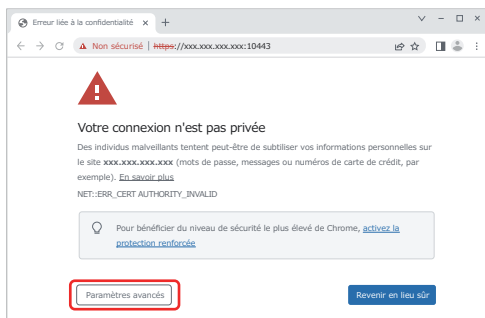 Erreur liée à la confidentialité
Non sécurisé | https://xxx.xxx.xxx.xxx:10443
Votre connexion n'est pas privée
Des individus malveillants tentent peut-être de subtiliser vos informations personnelles sur
le site xxx.xxx.xxx.xxx (mots de passe, messages ou numéros de carte de crédit, par
exemple). En savoir plus
NET::ERR_CERT AUTHORITY_INVALID
Pour bénéficier du niveau de sécurité le plus élevé de Chrome, activez la
protection renforcée
Paramètres avancés
Revenir en lieu sûr